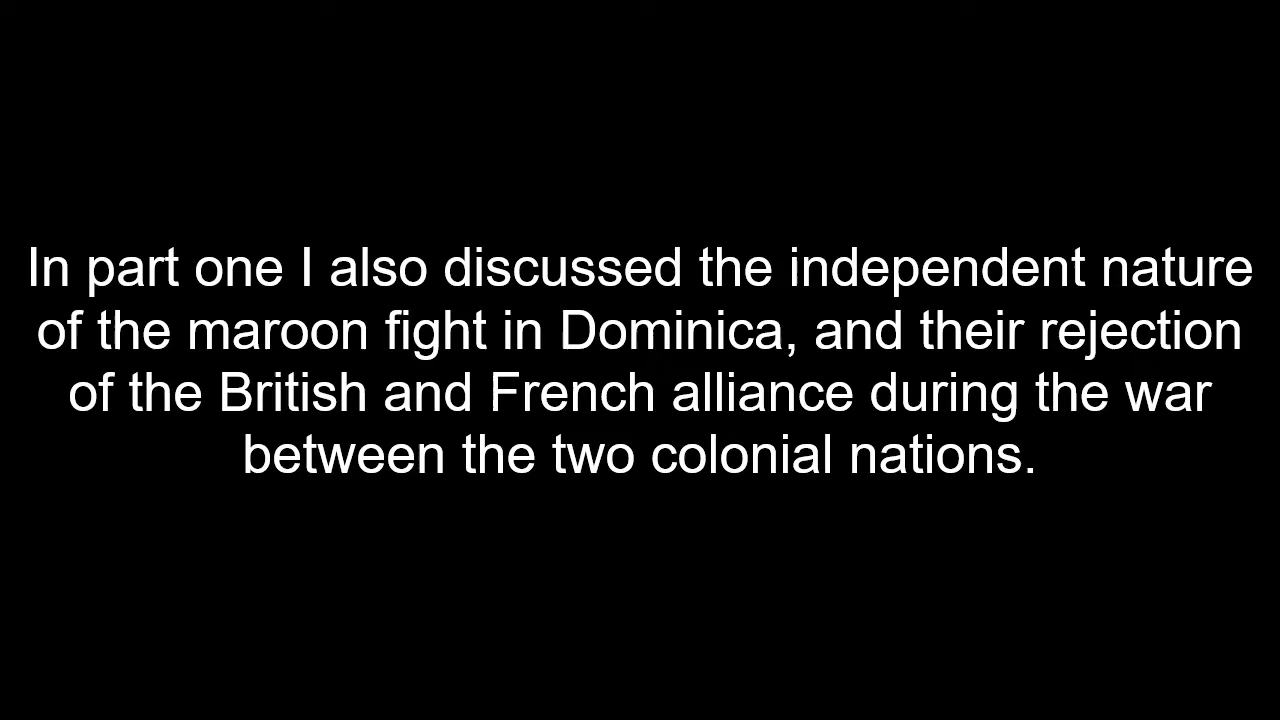 In part one I also discussed the independent nature
of the maroon fight in Dominica, and their rejection
of the British and French alliance during the war
between the two colonial nations.